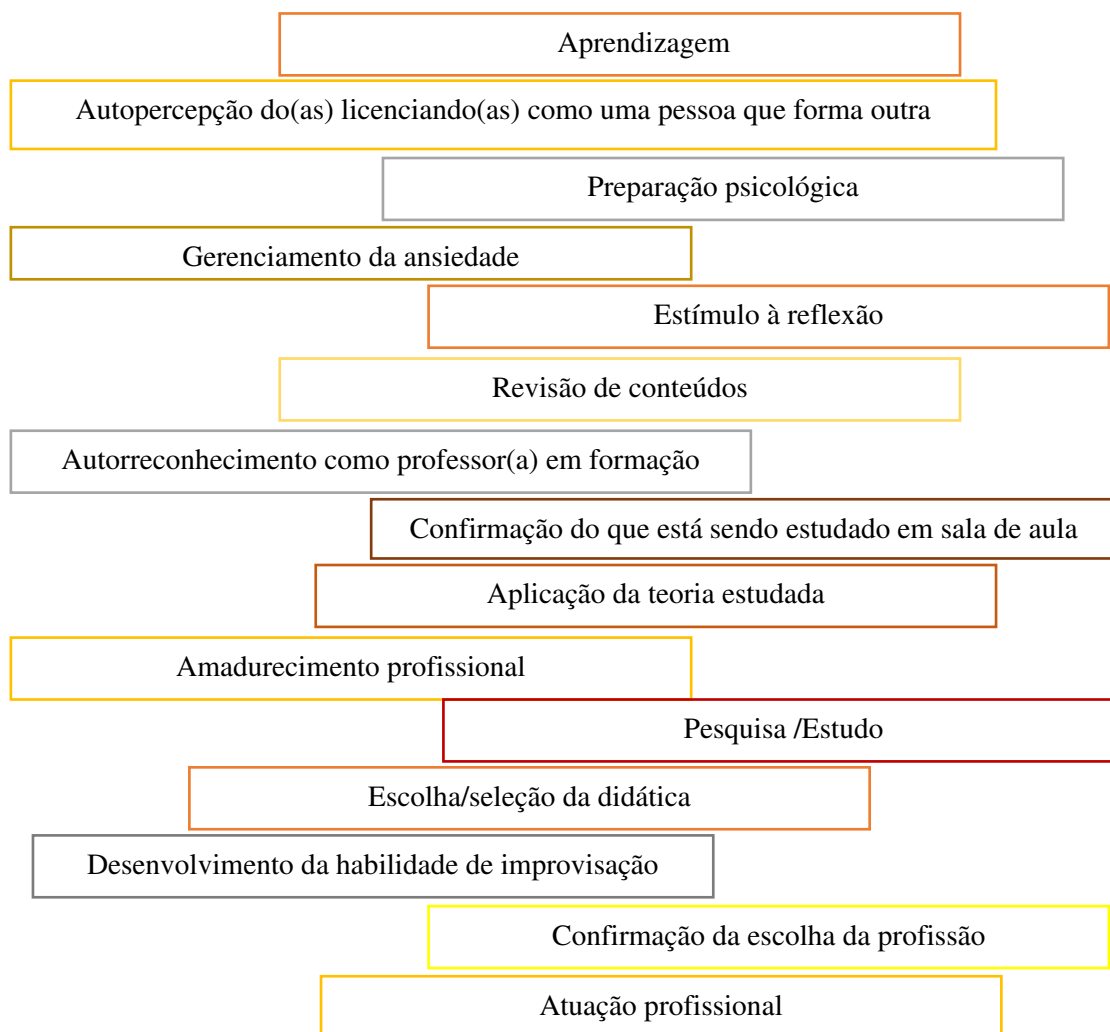 Aprendizagem
Autopercepção do(as) licenciando(as) como uma pessoa que forma outra
Preparação psicológica
Gerenciamento da ansiedade
Estímulo à reflexão
Revisão de conteúdos
Autorreconhecimento como professor(a) em formação
Confirmação do que está sendo estudado em sala de aula
Aplicação da teoria estudada
Amadurecimento profissional
Pesquisa /Estudo
Escolha/seleção da didática
Desenvolvimento da habilidade de improvisação
Confirmação da escolha da profissão
Atuação profissional